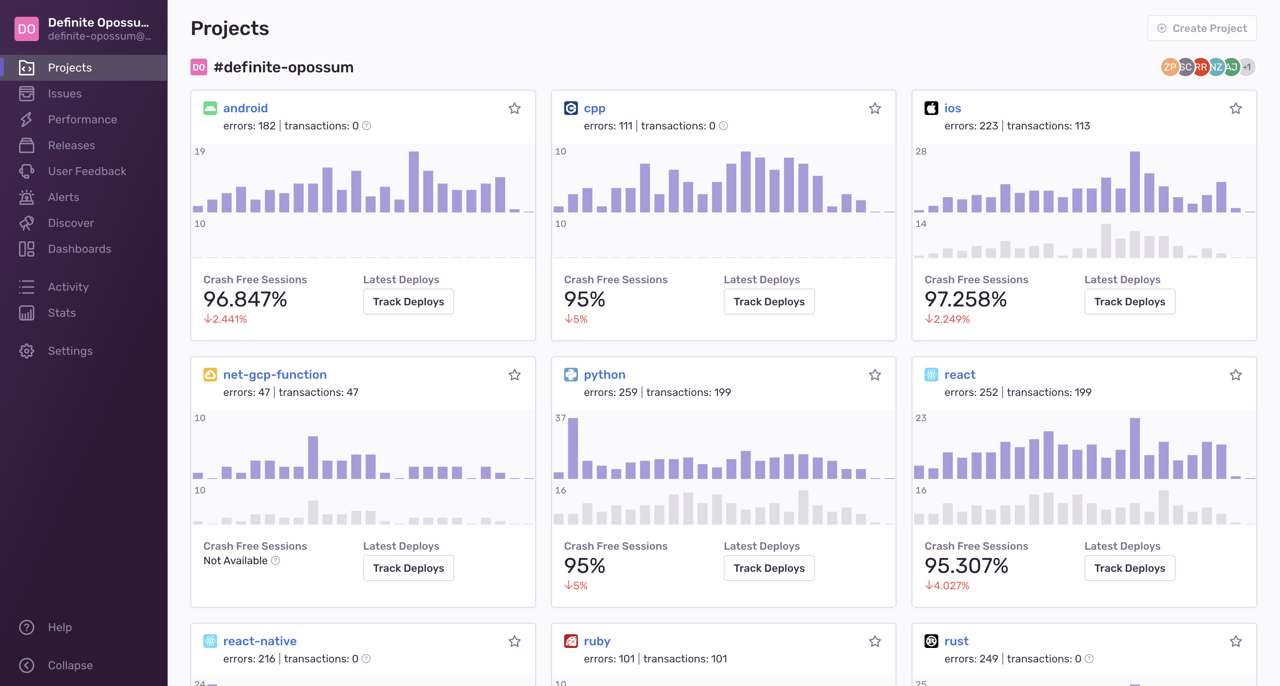 DO
Definite Opossu…
definite-opossum@…
Projects
Issues
Performance
Releases
User Feedback
Alerts
Discover
Dashboards
Activity
Stats
Settings
Help
Collapse
Projects
Create Project
DO
#definite-opossum
ZP SC RR NZ AJ +1
android
errors: 182 | transactions: 0 ?
19
10
Crash Free Sessions
96.847%
↓2.441%
Latest Deploys
Track Deploys
cpp
errors: 111 | transactions: 0 ?
10
10
Crash Free Sessions
95%
↓5%
Latest Deploys
Track Deploys
ios
errors: 223 | transactions: 113
28
14
Crash Free Sessions
97.258%
↓2.249%
Latest Deploys
Track Deploys
net-gcp-function
errors: 47 | transactions: 47
10
10
Crash Free Sessions
Not Available ?
Latest Deploys
Track Deploys
python
errors: 259 | transactions: 199
37
16
Crash Free Sessions
95%
↓5%
Latest Deploys
Track Deploys
react
errors: 252 | transactions: 199
23
16
Crash Free Sessions
95.307%
↓4.027%
Latest Deploys
Track Deploys
react-native
errors: 216 | transactions: 0 ?
24
ruby
errors: 101 | transactions: 101
10
rust
errors: 249 | transactions: 0 ?
25